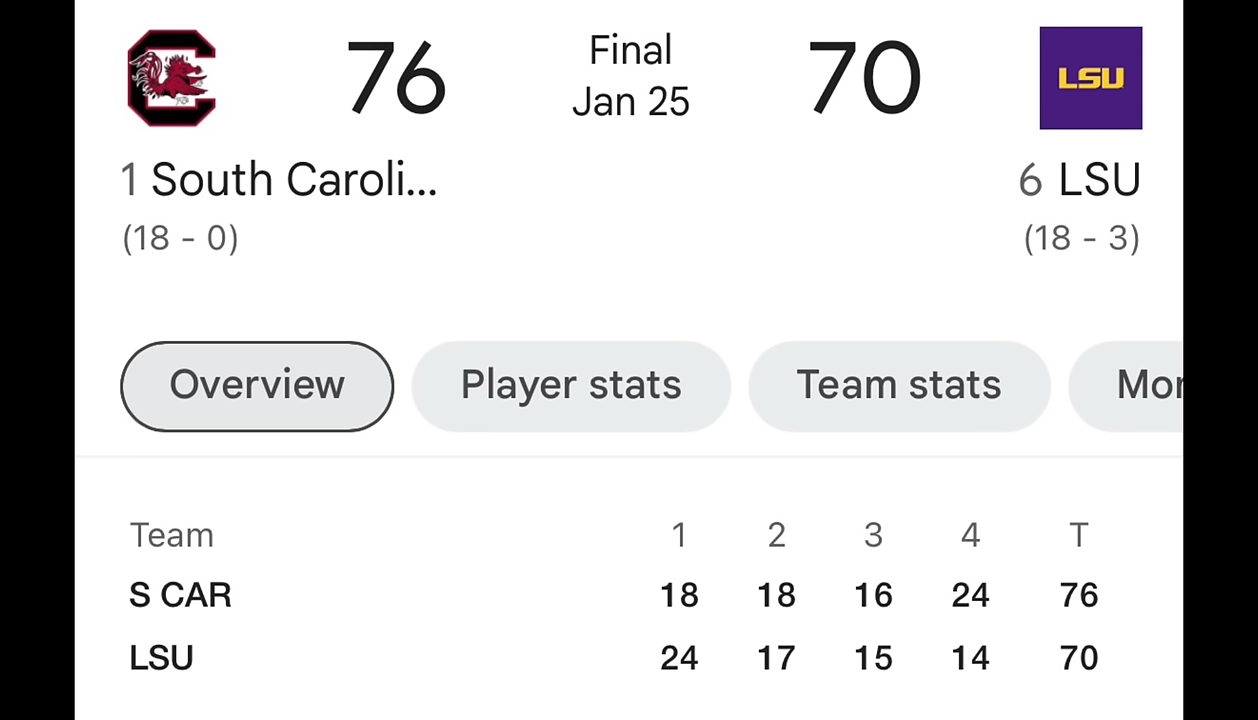 76 Final 70 LSU
Jan 25
1 South Caroli... 6 LSU
(18 - 0) (18 - 3)
Overview Player stats Team stats Mor
Team 1 2 3 4 T
S CAR 18 18 16 24 76
LSU 24 17 15 14 70